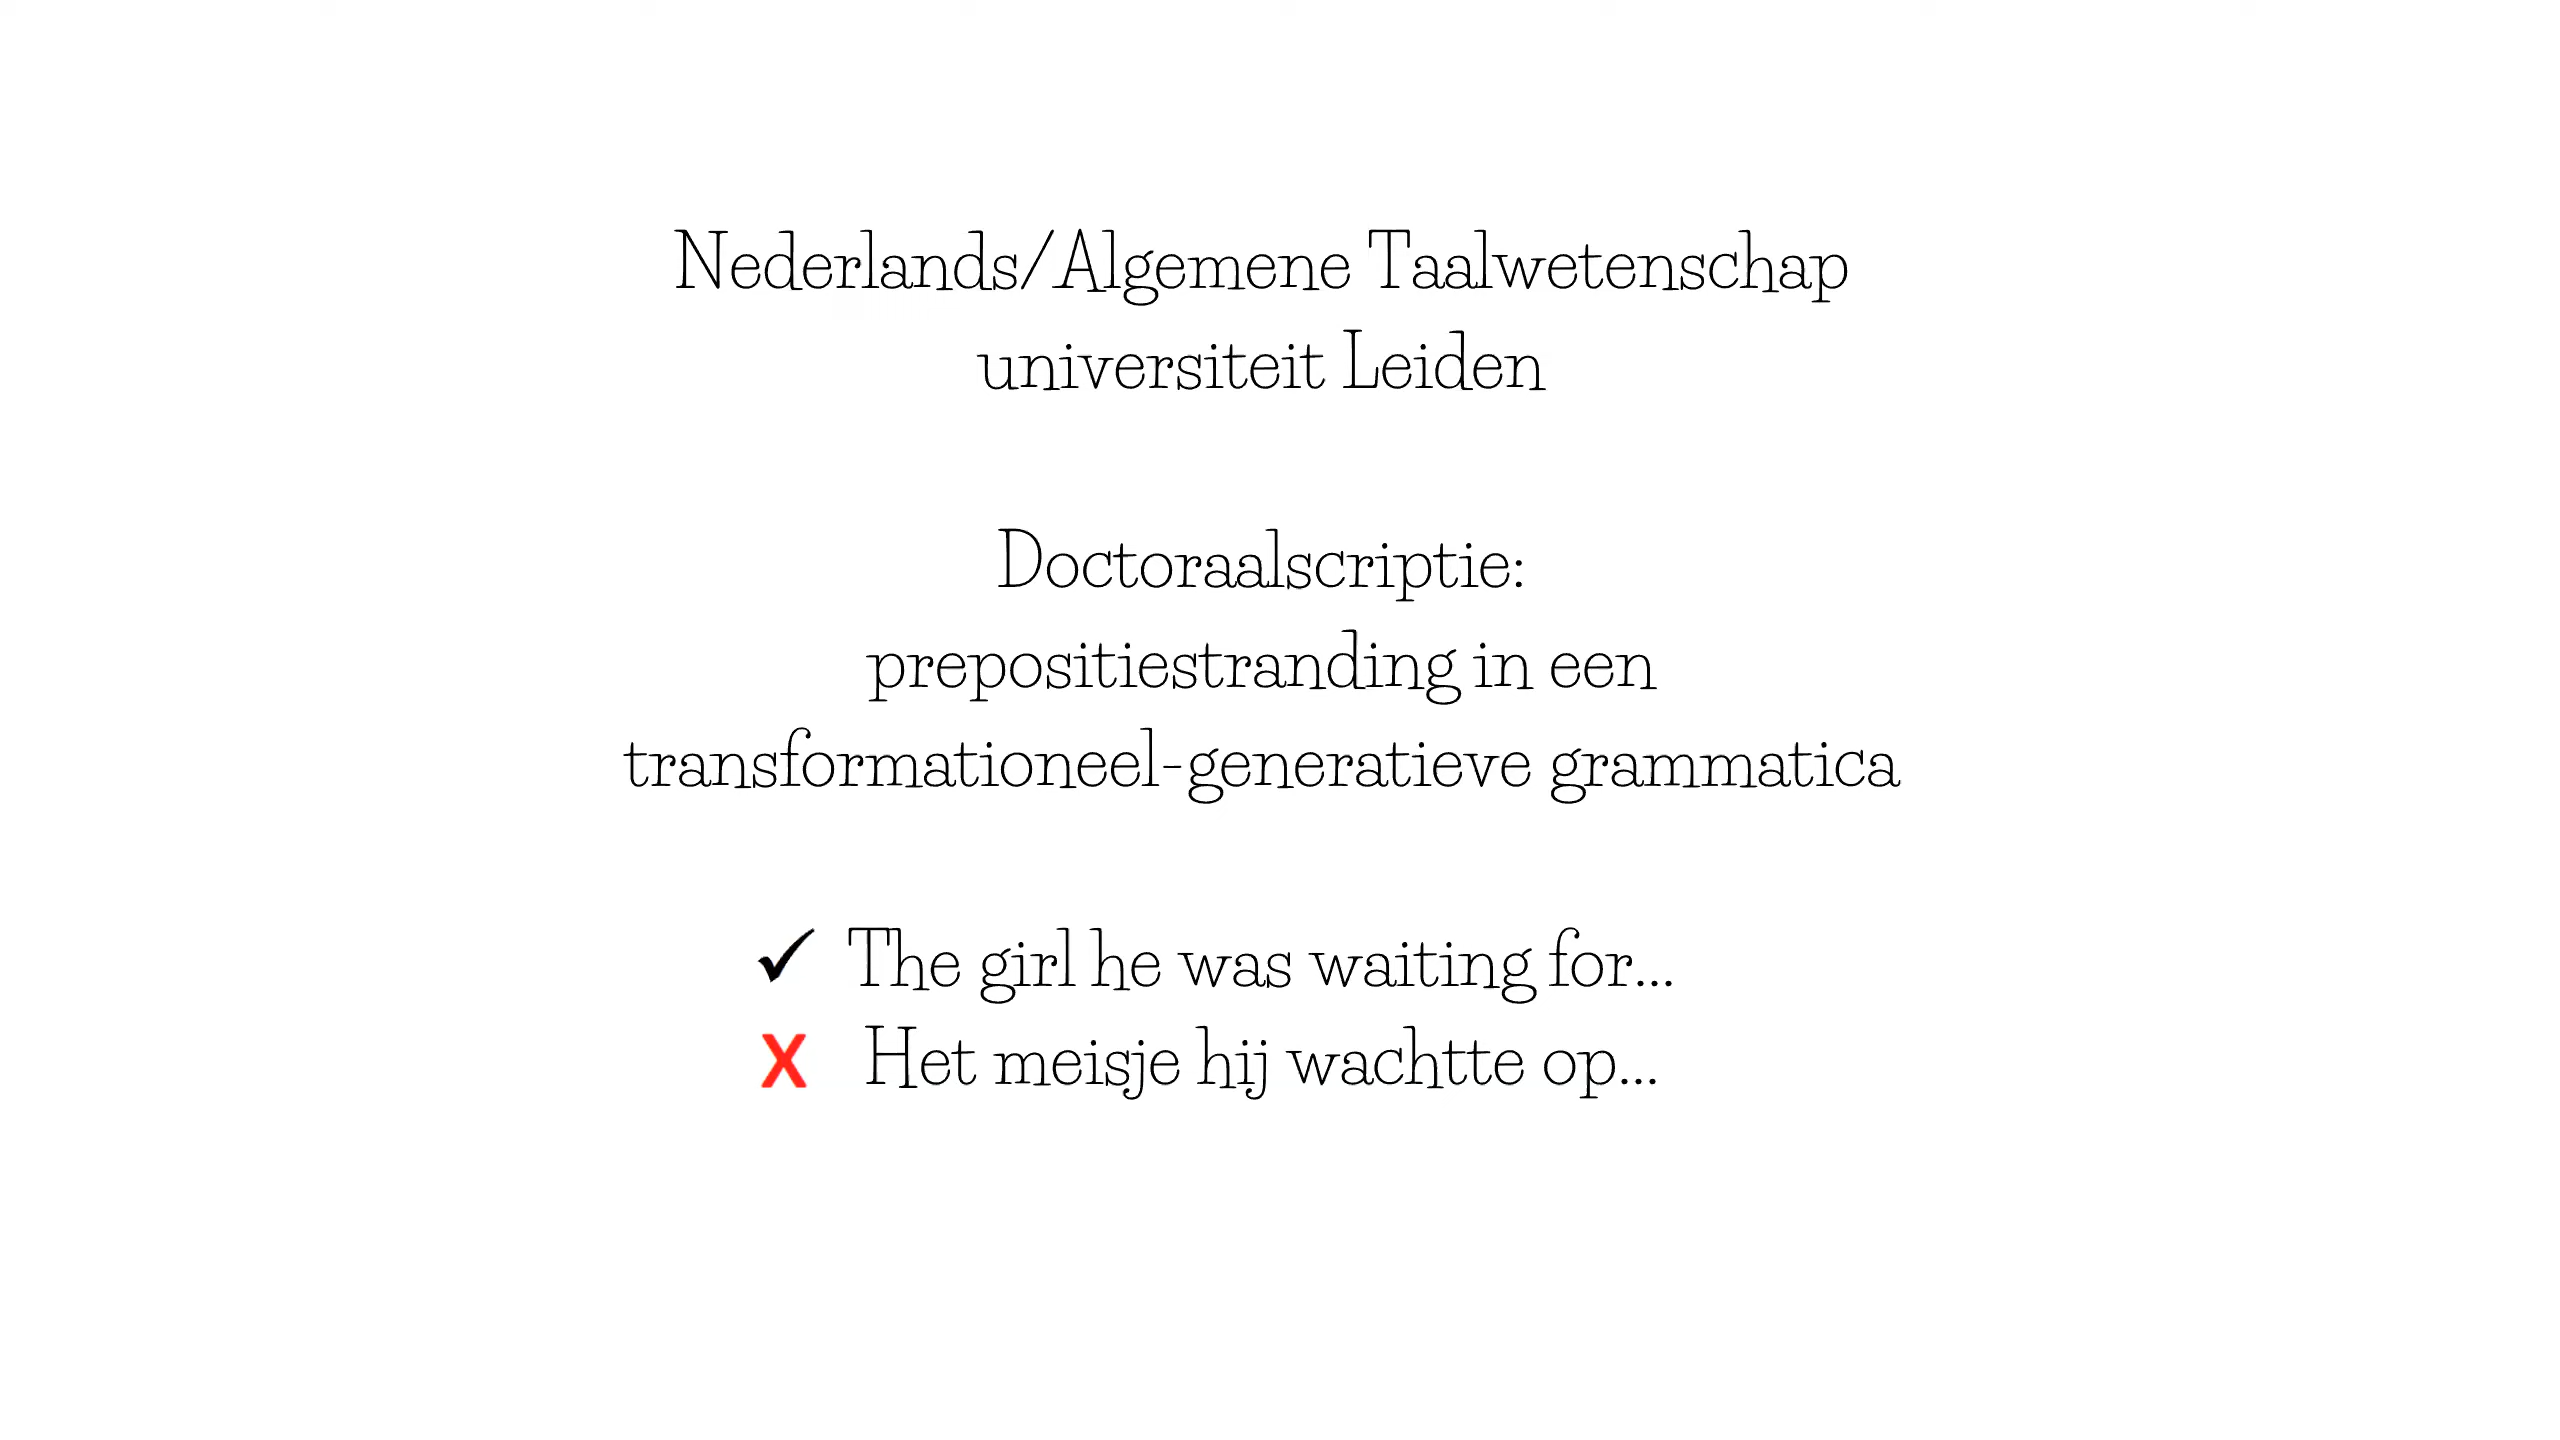 Nederlands/Algemene Taalwetenschap
universiteit Leiden
Doctoraalscriptie:
prepositiestranding in een
transformationeel-generatieve grammatica
✓ The girl he was waiting for...
X Het meisje hij wachtte op...